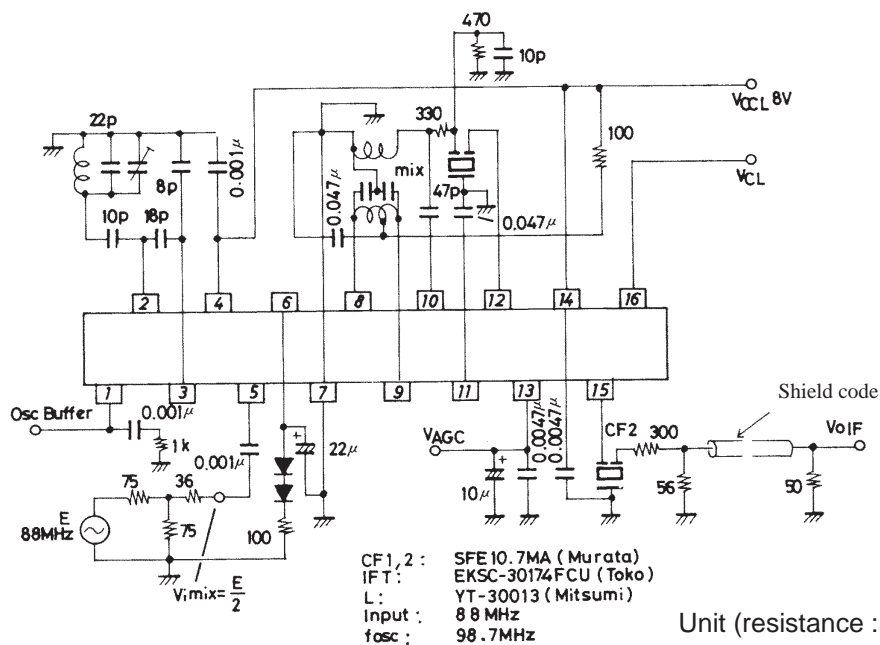 470
10p
330
VCCL 8V
22p
100
0.001μ
mix
VCL
8p
0.047μ
47p
10p
18p
0.047μ
2
4
6
8
10
12
14
16
1
3
5
7
9
11
13
15
Osc Buffer
0.001μ
1k
0.001μ
+
22μ
VAGC
0.0047μ
0.0047μ
CF2
300
Shield code
VoIF
+
10μ
56
50
75
36
E
88MHz
75
100
Vimix=E/2
CF1,2 : SFE10.7MA (Murata)
IFT : EKSC-30174FCU (Toko)
L : YT-30013 (Mitsumi)
Input : 88MHz
fosc : 98.7MHz
Unit (resistance :